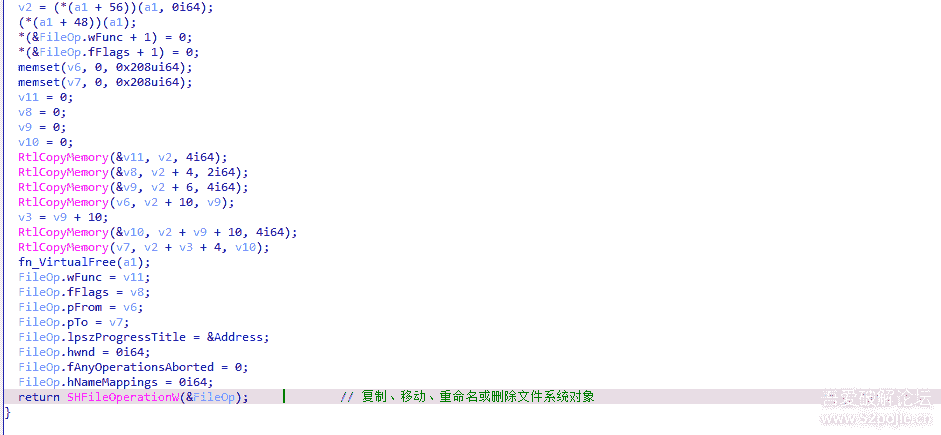 v2 = (*(a1 + 56))(a1, 0i64);
(*(a1 + 48))(a1);
*(&FileOp.wFunc + 1) = 0;
*(&FileOp.fFlags + 1) = 0;
memset(v6, 0, 0x208ui64);
memset(v7, 0, 0x208ui64);
v11 = 0;
v8 = 0;
v9 = 0;
v10 = 0;
RtlCopyMemory(&v11, v2, 4i64);
RtlCopyMemory(&v8, v2 + 4, 2i64);
RtlCopyMemory(&v9, v2 + 6, 4i64);
RtlCopyMemory(v6, v2 + 10, v9);
v3 = v9 + 10;
RtlCopyMemory(&v10, v2 + v9 + 10, 4i64);
RtlCopyMemory(v7, v2 + v3 + 4, v10);
fn_VirtualFree(a1);
FileOp.wFunc = v11;
FileOp.fFlags = v8;
FileOp.pFrom = v6;
FileOp.pTo = v7;
FileOp.lpszProgressTitle = &Address;
FileOp.hwnd = 0i64;
FileOp.fAnyOperationsAborted = 0;
FileOp.hNameMappings = 0i64;
return SHFileOperationW(&FileOp); // 复制、移动、重命名或删除文件系统对象
}
吾爱破解论坛
www.52pojie.cn